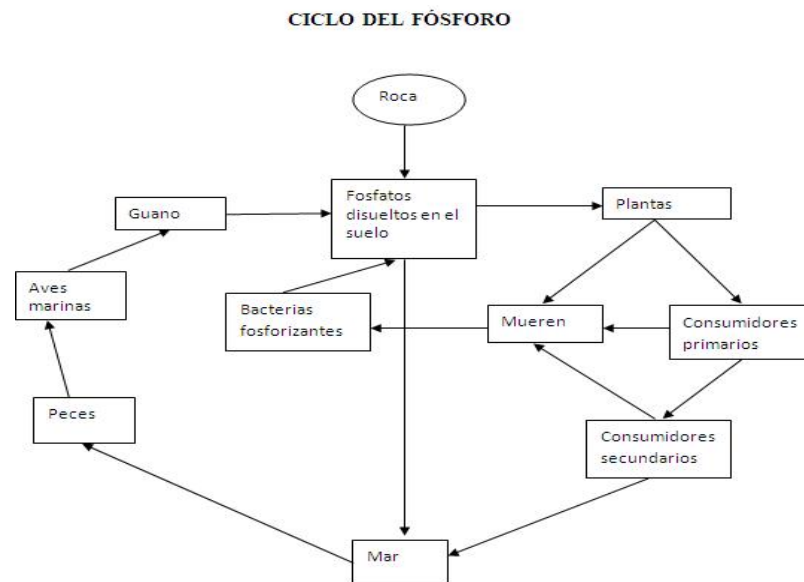 CICLO DEL FÓSFORO
Roca
Fosfatos
disueltos en el
suelo
Guano
Plantas
Aves
marinas
Bacterias
fosforizantes
Mueren
Consumidores
primarios
Peces
Consumidores
secundarios
Mar